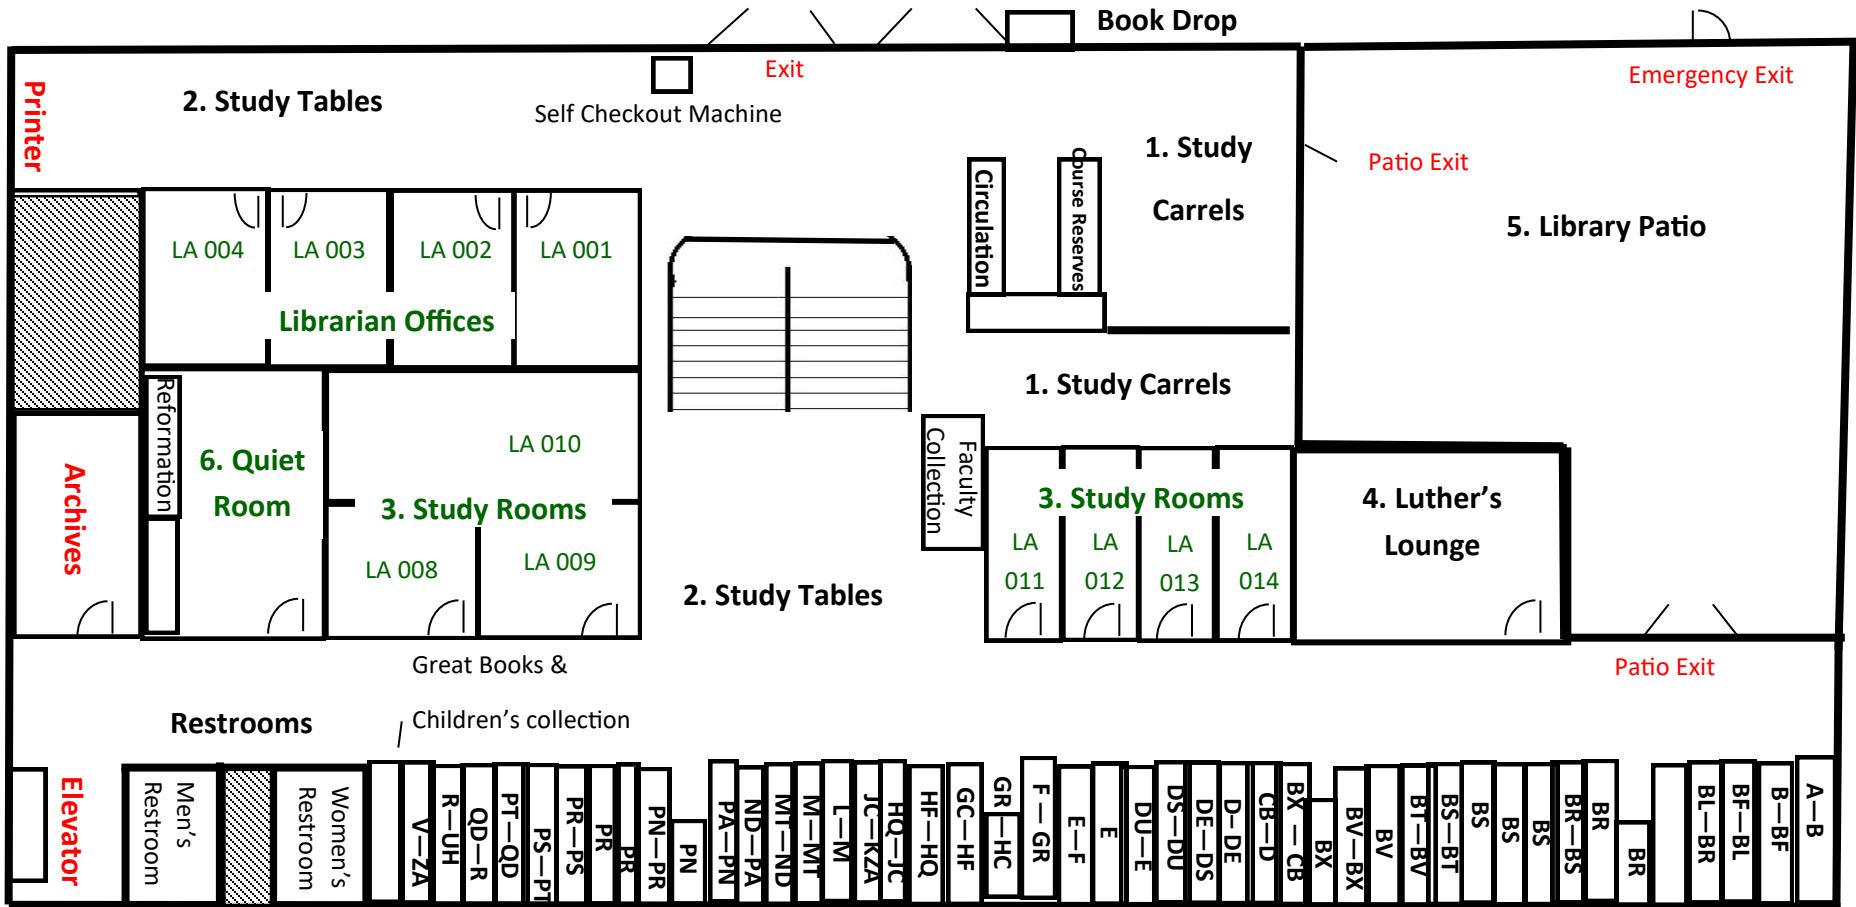 Book Drop
Exit
Emergency Exit
Printer
2. Study Tables
Self Checkout Machine
1. Study
Carrels
Patio Exit
Circulation
Course Reserves
5. Library Patio
LA 004
LA 003
LA 002
LA 001
Librarian Offices
1. Study Carrels
Reformation
6. Quiet
Room
LA 010
3. Study Rooms
LA 008
LA 009
Archives
Faculty
Collection
3. Study Rooms
LA
011
LA
012
LA
013
LA
014
4. Luther’s
Lounge
2. Study Tables
Great Books &
Children’s collection
Patio Exit
Restrooms
Elevator
Men’s
Restroom
Women’s
Restroom
V—ZA
R—UH
QD—R
PT—QD
PS—PT
PR—PS
PR
PR
PN—PR
PN
PA—PN
ND—PA
MT—ND
M—MT
L—M
JC—KZA
HQ—JC
HF—HQ
GC—HF
GR—HC
F — GR
E—F
E
DU—E
DS—DU
DE—DS
D—DE
CB—D
BX — CB
BX
BV—BX
BV
BT—BV
BS—BT
BS
BS
BS
BR—BS
BR
BR
BL—BR
BF—BL
B—BF
A—B